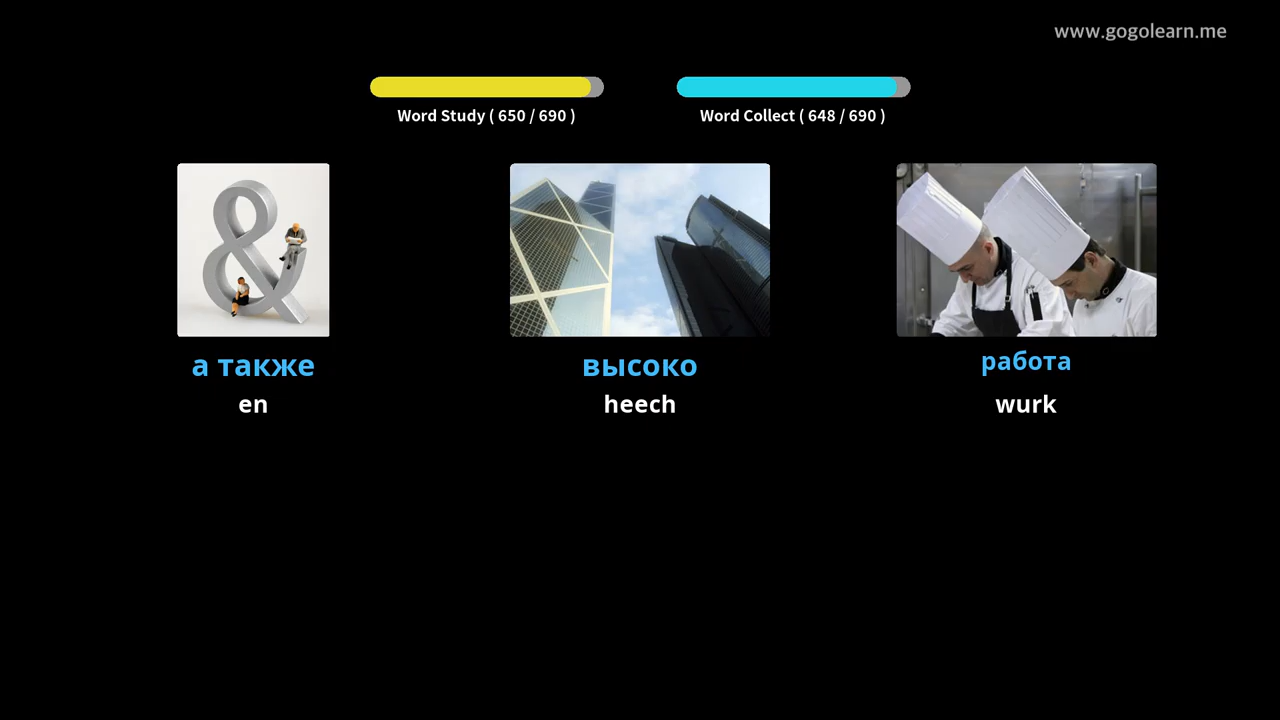 www.gogolearn.me
Word Study ( 650 / 690 )
Word Collect ( 648 / 690 )
а также
en
высоко
heech
работа
wurk